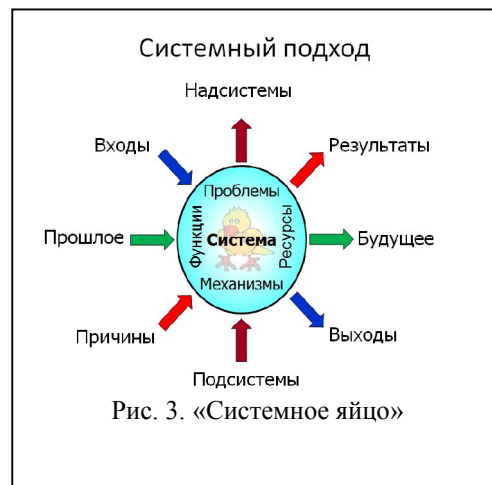 Системный подход
Надсистемы
Входы
Результаты
Проблемы
Функции
Ресурсы
Прошлое
Система
Будущее
Механизмы
Причины
Выходы
Подсистемы
Рис. 3. «Системное яйцо»